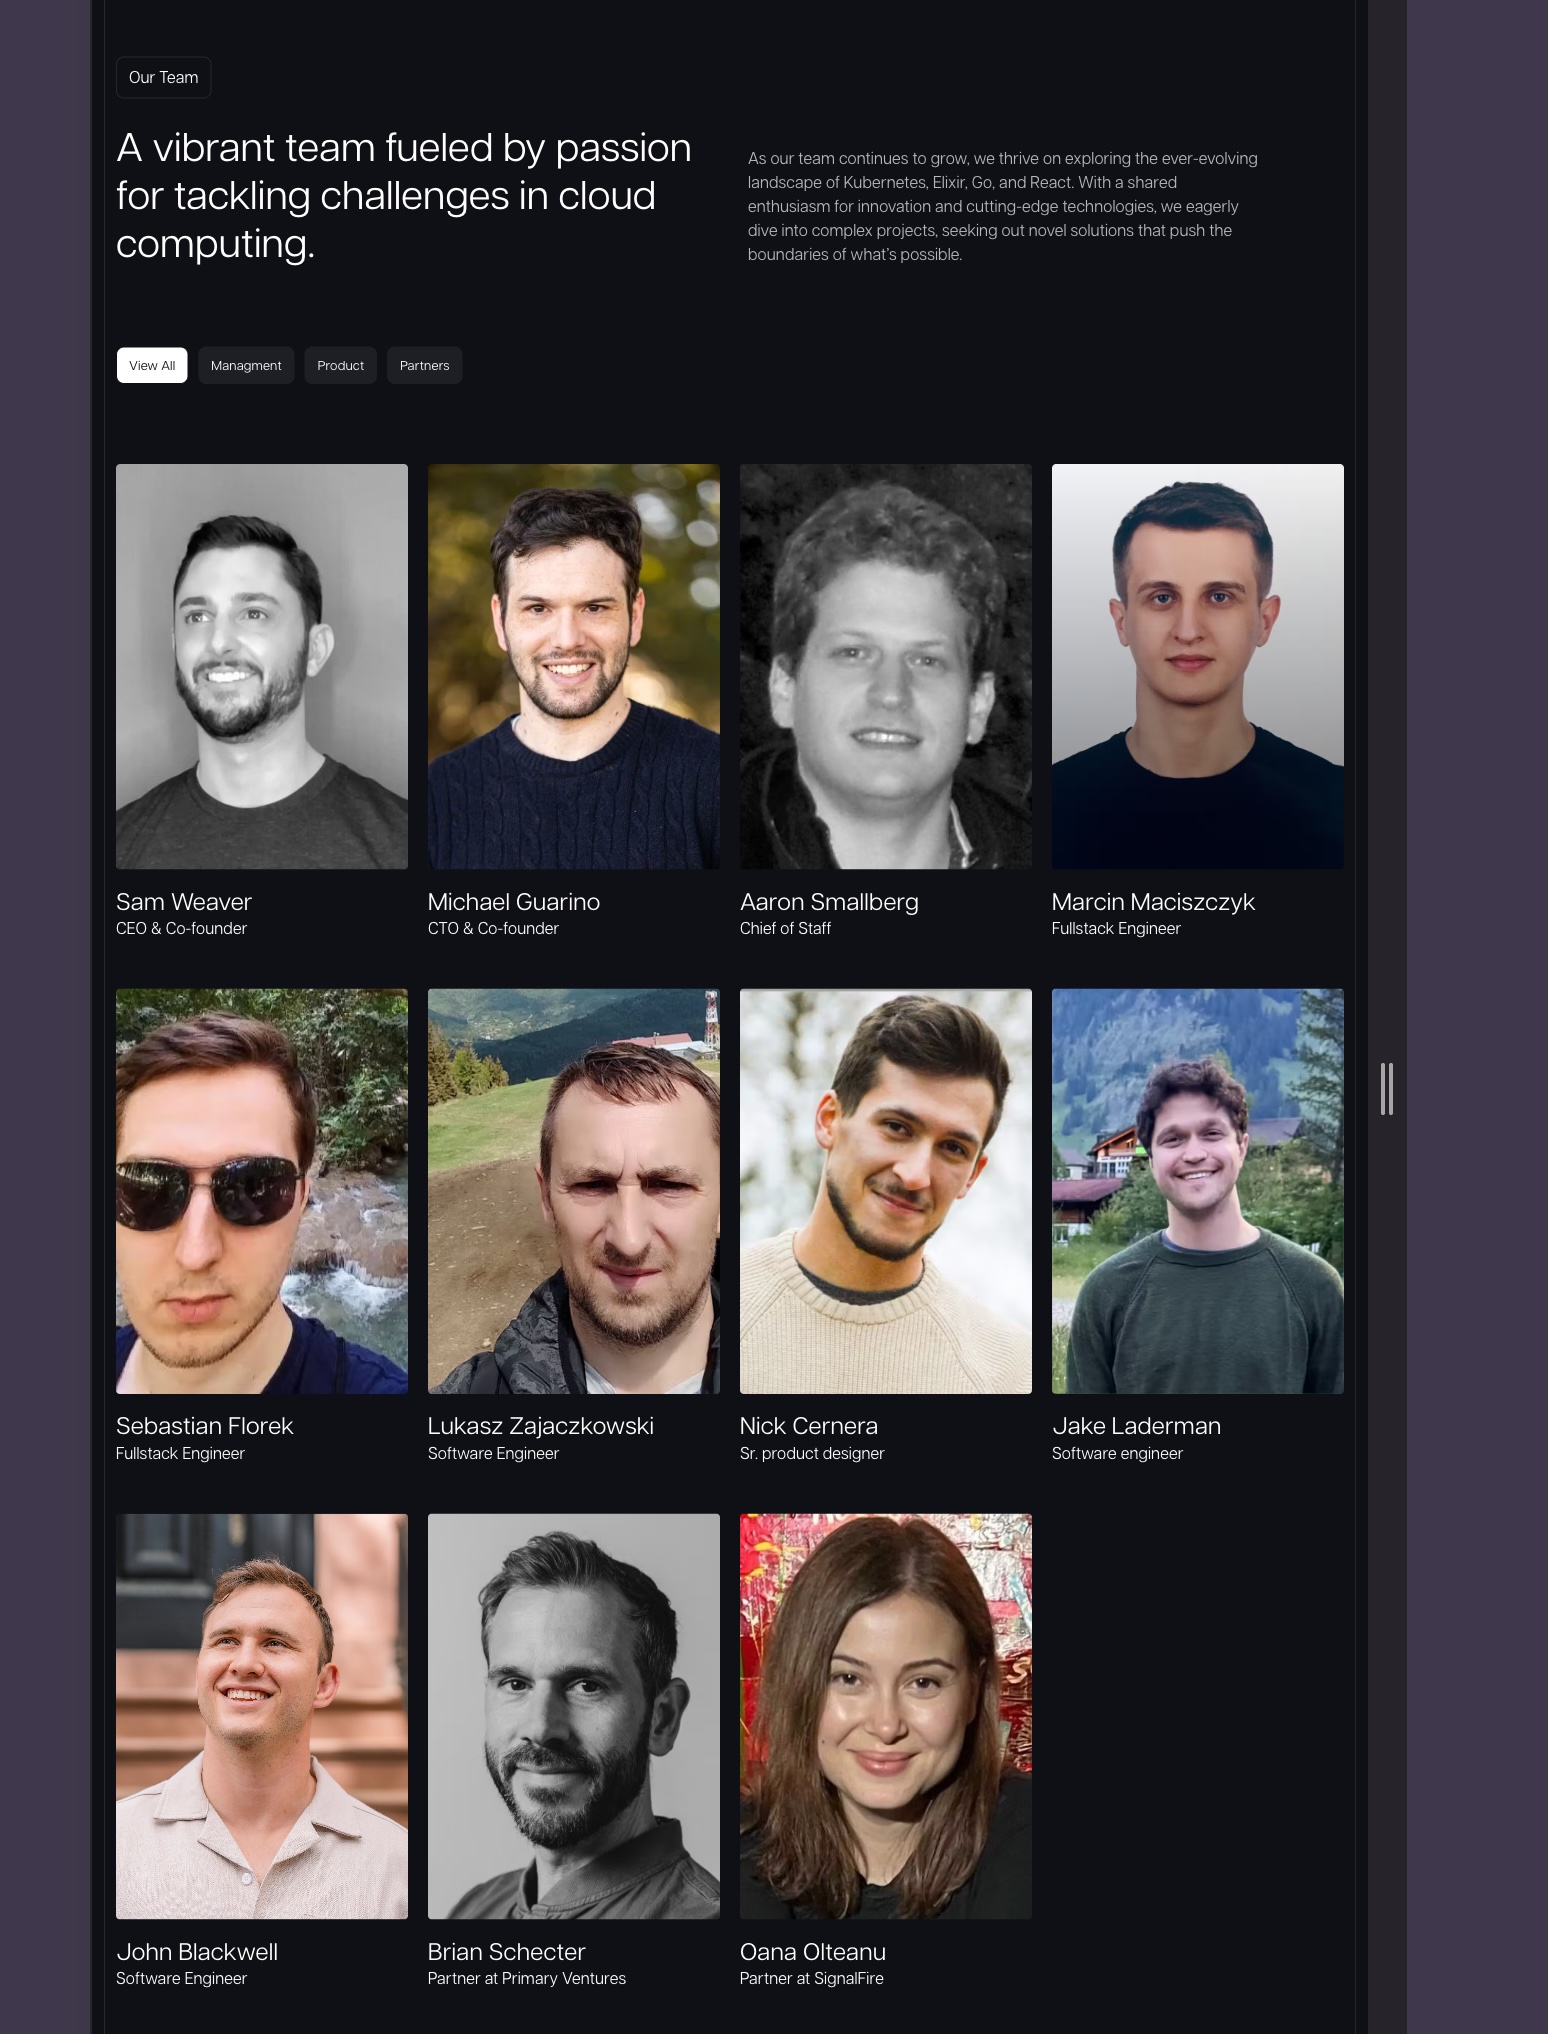 Our Team
A vibrant team fueled by passion
for tackling challenges in cloud
computing.
As our team continues to grow, we thrive on exploring the ever-evolving
landscape of Kubernetes, Elixir, Go, and React. With a shared
enthusiasm for innovation and cutting-edge technologies, we eagerly
dive into complex projects, seeking out novel solutions that push the
boundaries of what's possible.
View All
Managment
Product
Partners
Sam Weaver
CEO & Co-founder
Michael Guarino
CTO & Co-founder
Aaron Smallberg
Chief of Staff
Marcin Maciszczyk
Fullstack Engineer
Sebastian Florek
Fullstack Engineer
Lukasz Zajaczkowski
Software Engineer
Nick Cernera
Sr. product designer
Jake Laderman
Software engineer
John Blackwell
Software Engineer
Brian Schecter
Partner at Primary Ventures
Oana Olteanu
Partner at SignalFire